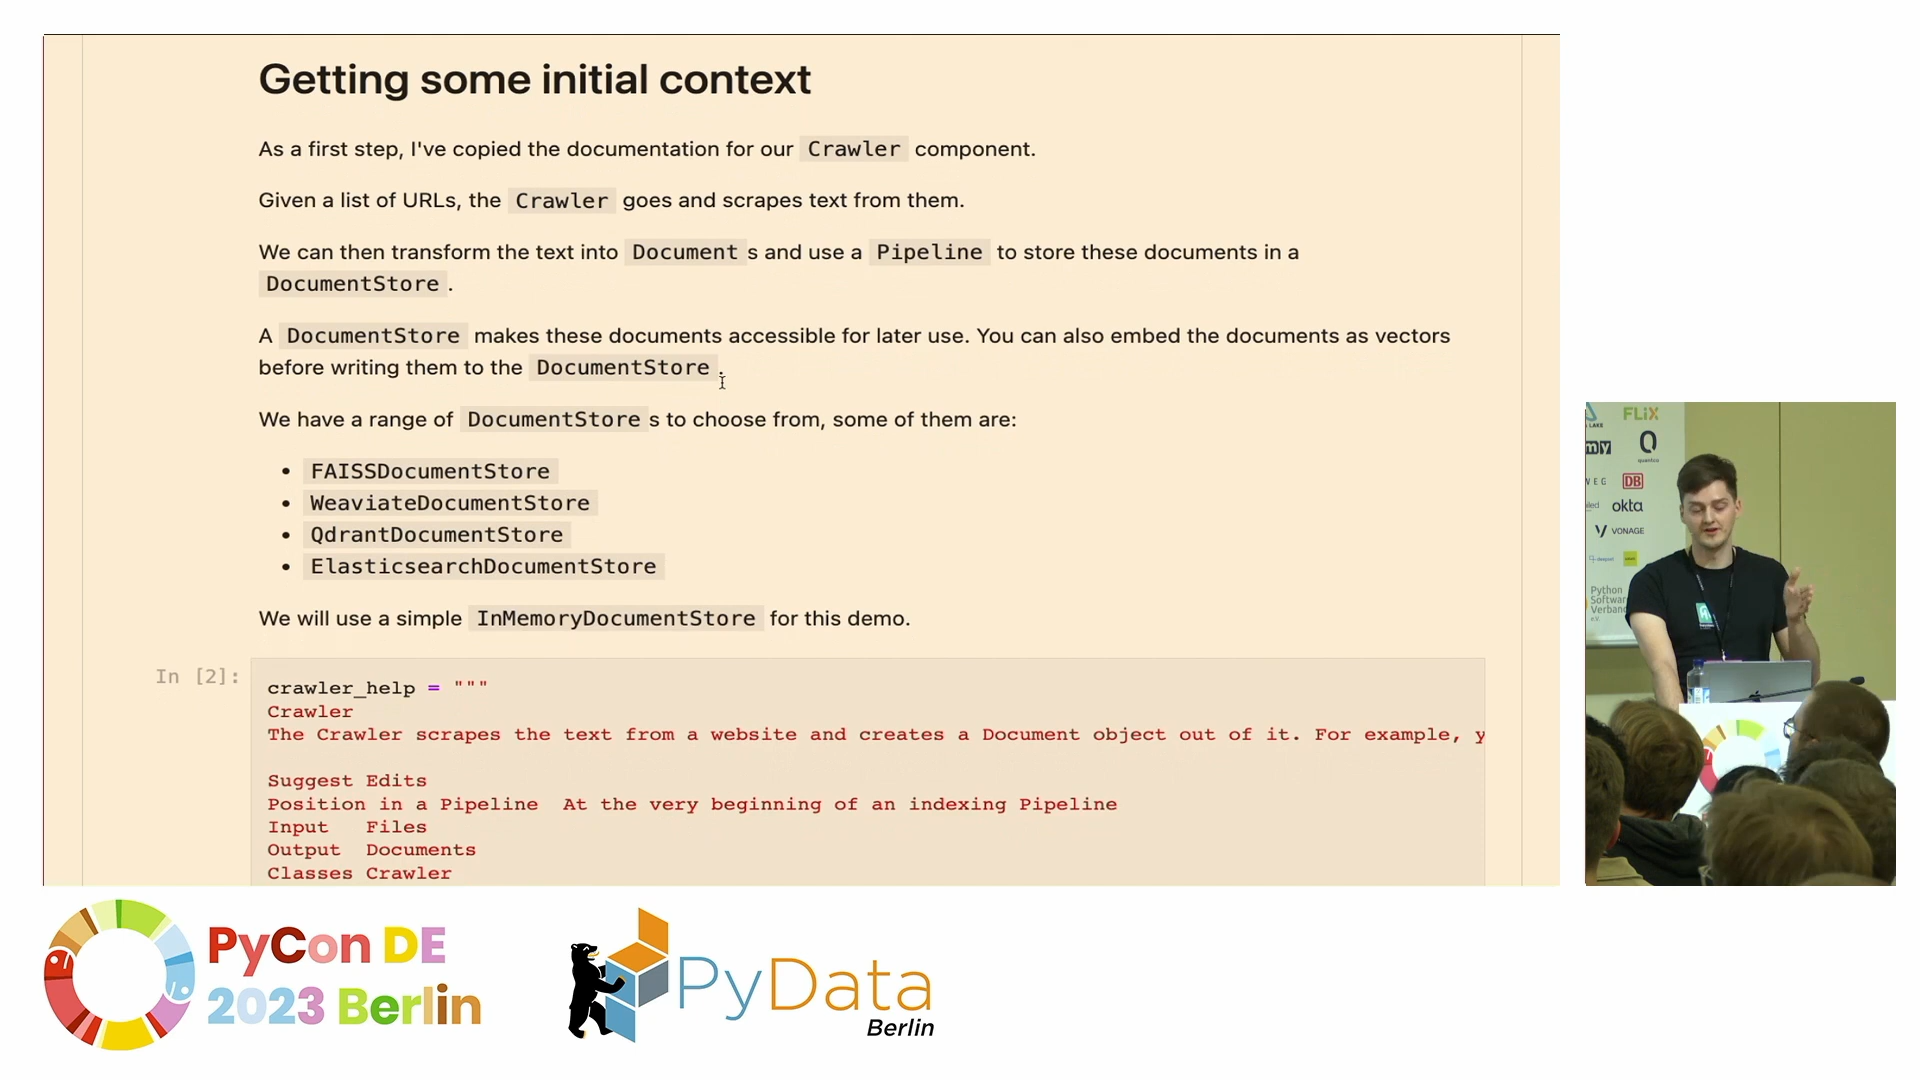 Getting some initial context
As a first step, I've copied the documentation for our Crawler component.
Given a list of URLs, the Crawler goes and scrapes text from them.
We can then transform the text into Document s and use a Pipeline to store these documents in a
DocumentStore .
A DocumentStore makes these documents accessible for later use. You can also embed the documents as vectors
before writing them to the DocumentStore .
We have a range of DocumentStore s to choose from, some of them are:
• FAISSDocumentStore
• WeaviateDocumentStore
• QdrantDocumentStore
• ElasticsearchDocumentStore
We will use a simple InMemoryDocumentStore for this demo.
In [2]:
crawler_help = """
Crawler
The Crawler scrapes the text from a website and creates a Document object out of it. For example, y
Suggest Edits
Position in a Pipeline At the very beginning of an indexing Pipeline
Input Files
Output Documents
Classes Crawler
FLiX
LAKE
Q
DB
okta
VONAGE
Python
Softwar
Verban
e.V.
PyCon DE
2023 Berlin
PyData
Berlin